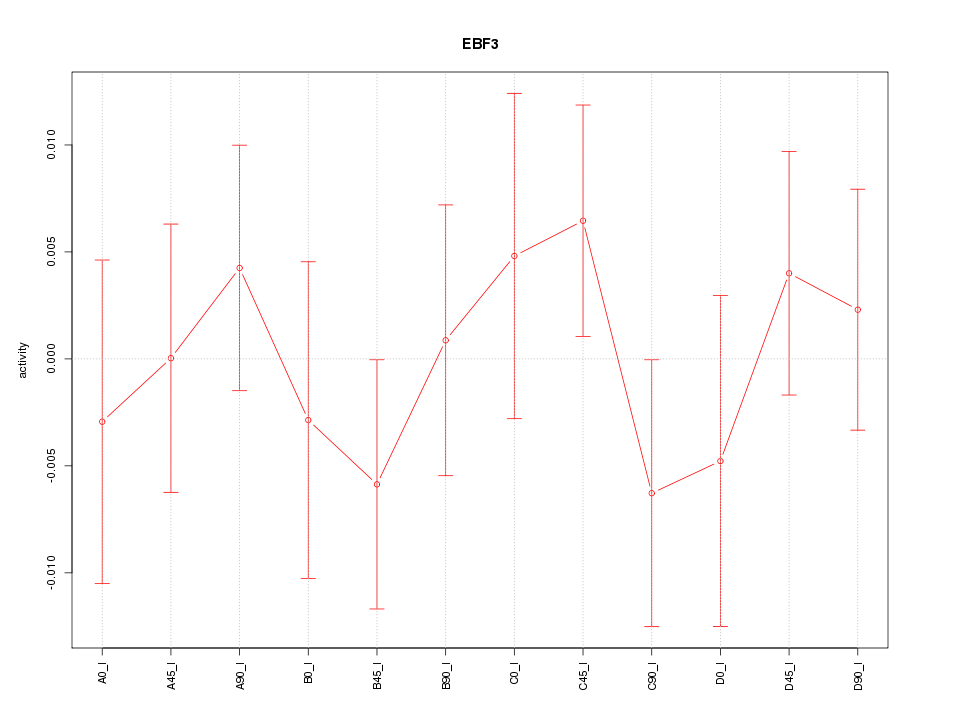 EBF3
activity
0.010
0.005
0.000
-0.005
-0.010
A0_I
A45_I
A90_I
B0_I
B45_I
B90_I
C0_I
C45_I
C90_I
D0_I
D45_I
D90_I